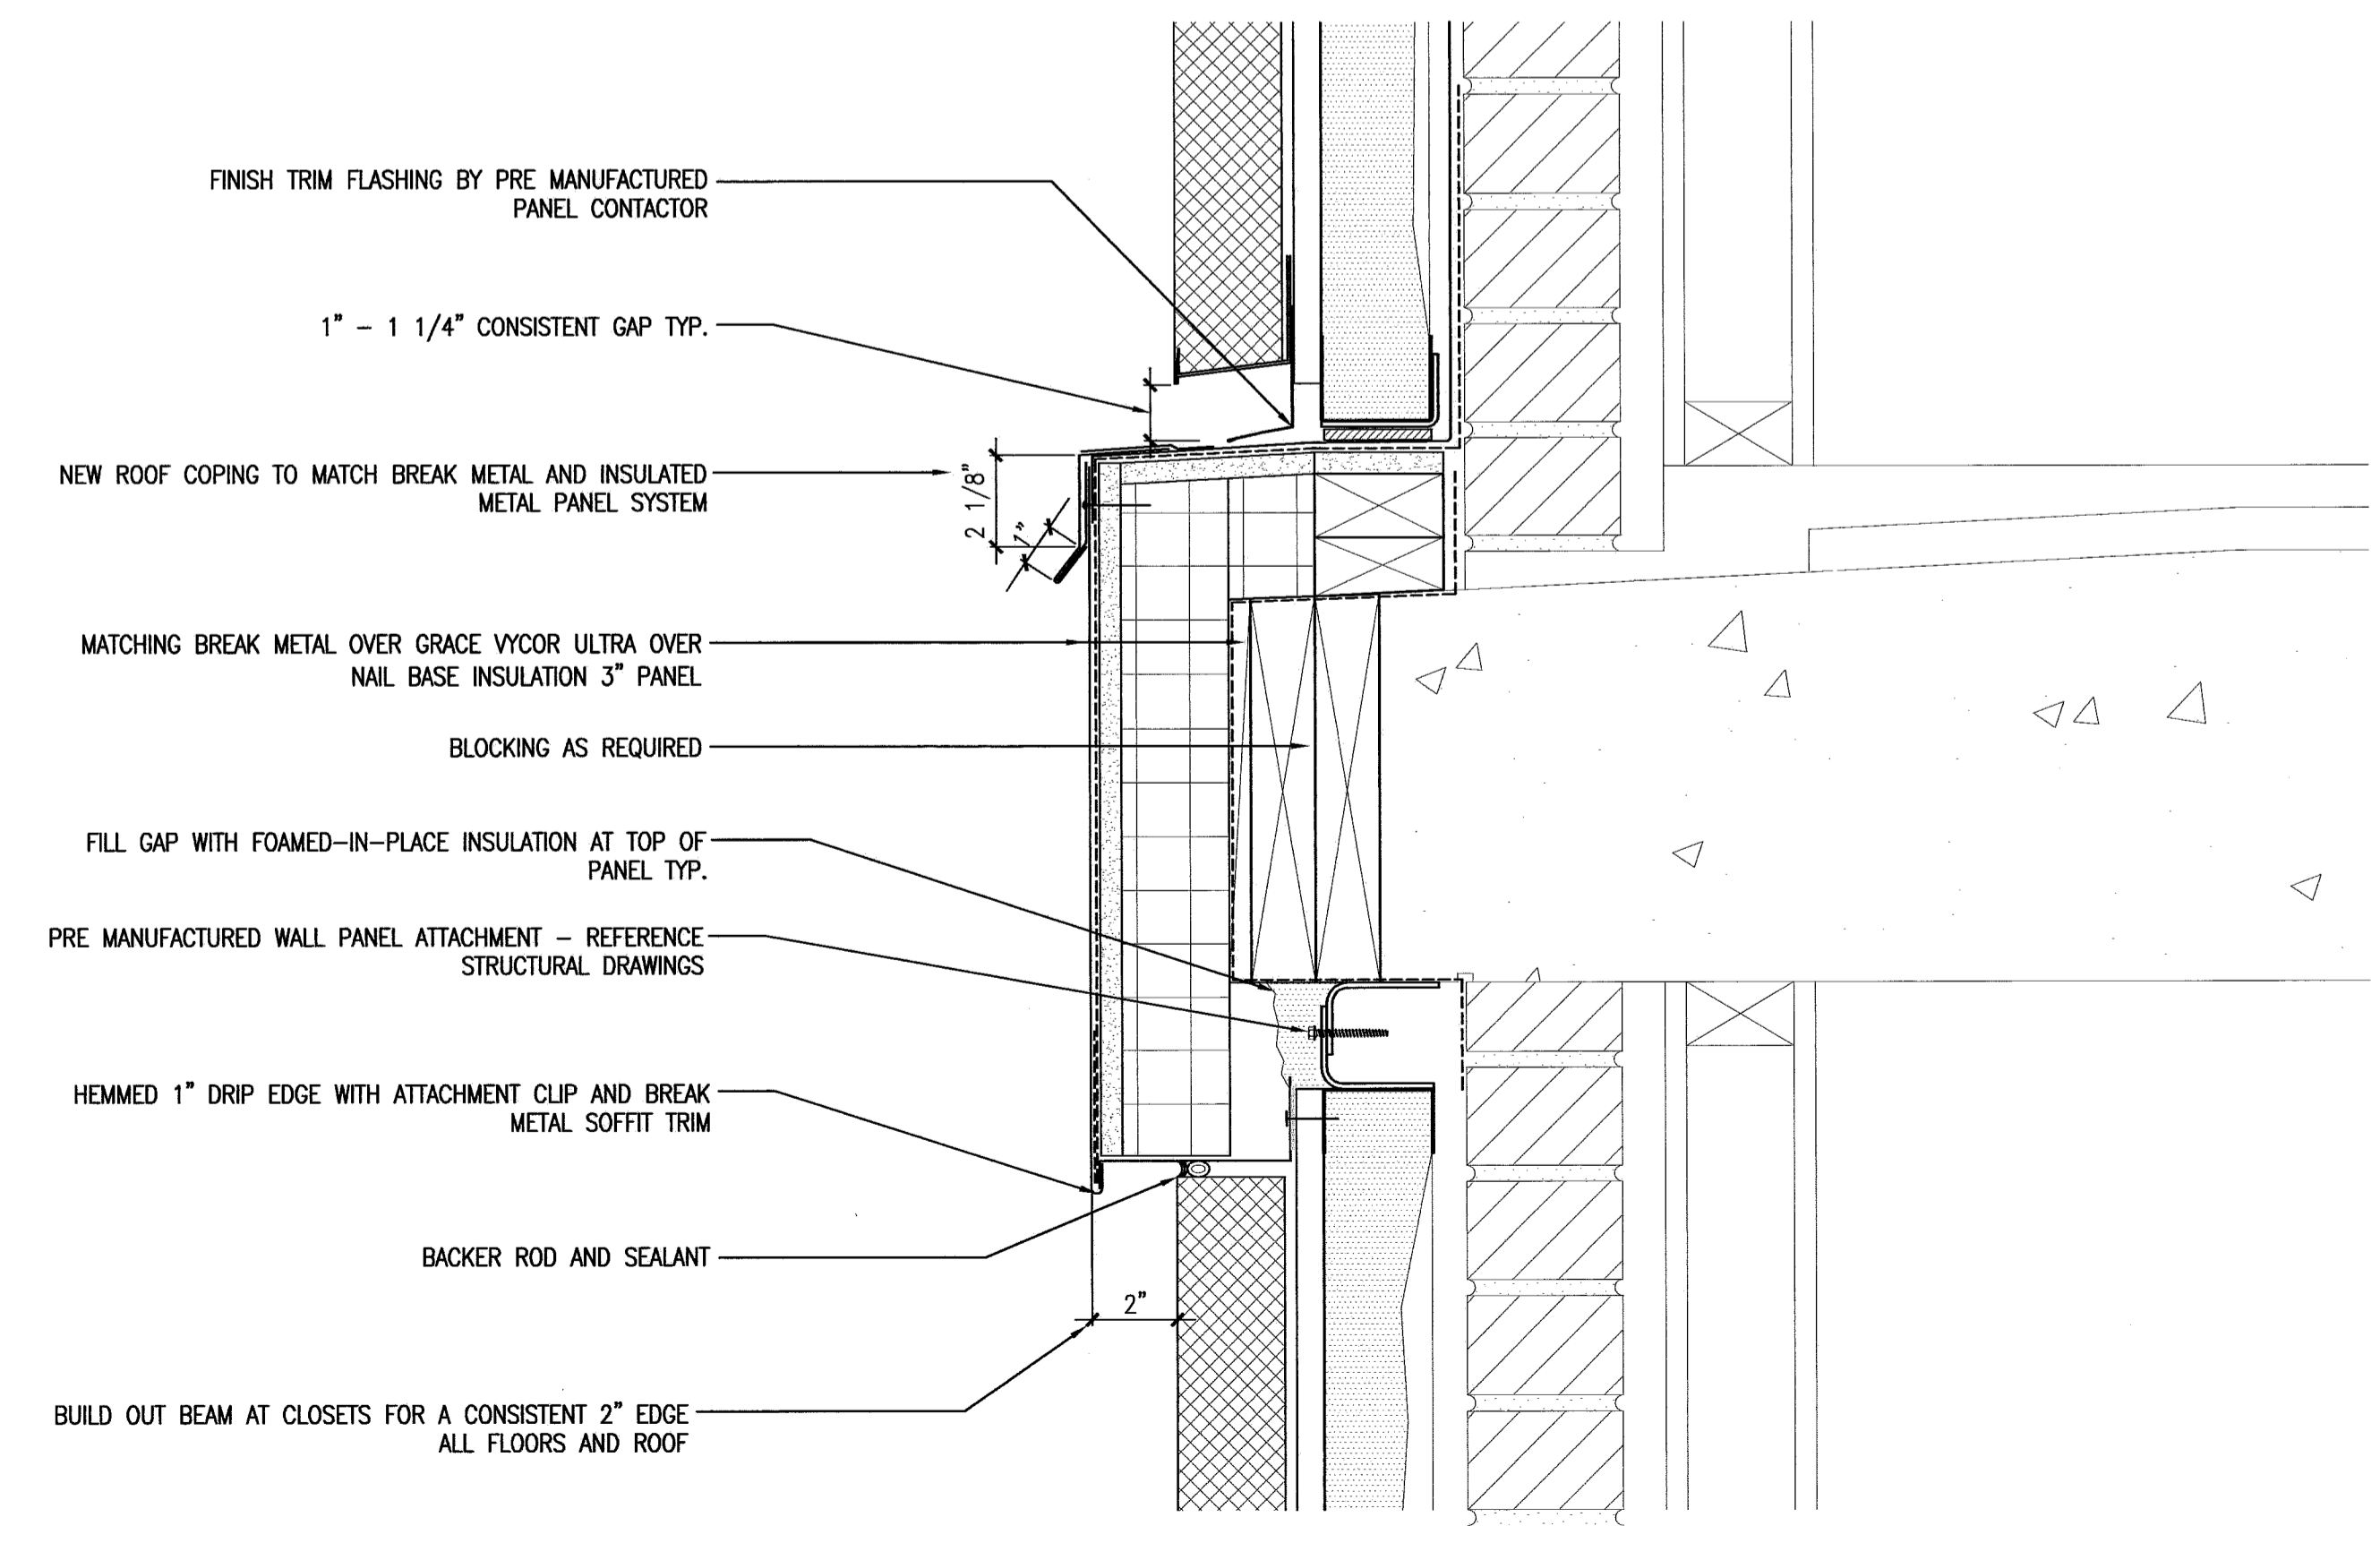 FINISH TRIM FLASHING BY PRE MANUFACTURED
PANEL CONTACTOR
1" - 1 1/4" CONSISTENT GAP TYP.
NEW ROOF COPING TO MATCH BREAK METAL AND INSULATED
METAL PANEL SYSTEM
2 1/8"
1"
MATCHING BREAK METAL OVER GRACE VYCOR ULTRA OVER
NAIL BASE INSULATION 3" PANEL
BLOCKING AS REQUIRED
FILL GAP WITH FOAMED-IN-PLACE INSULATION AT TOP OF
PANEL TYP.
PRE MANUFACTURED WALL PANEL ATTACHMENT - REFERENCE
STRUCTURAL DRAWINGS
HEMMED 1" DRIP EDGE WITH ATTACHMENT CLIP AND BREAK
METAL SOFFIT TRIM
BACKER ROD AND SEALANT
2"
BUILD OUT BEAM AT CLOSETS FOR A CONSISTENT 2" EDGE
ALL FLOORS AND ROOF